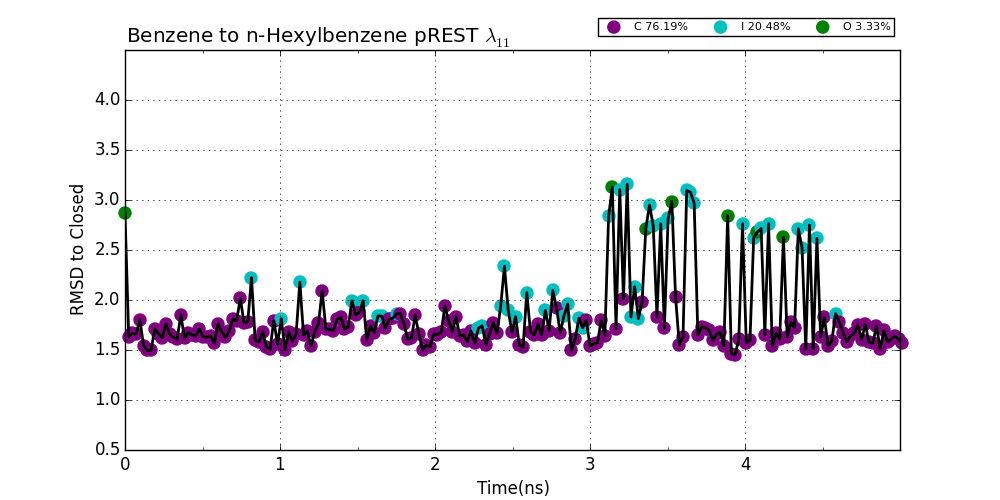 Benzene to n-Hexylbenzene pREST λ11
C 76.19% I 20.48% O 3.33%
4.0
3.5
3.0
2.5
2.0
1.5
1.0
0.5
RMSD to Closed
0 1 2 3 4
Time(ns)